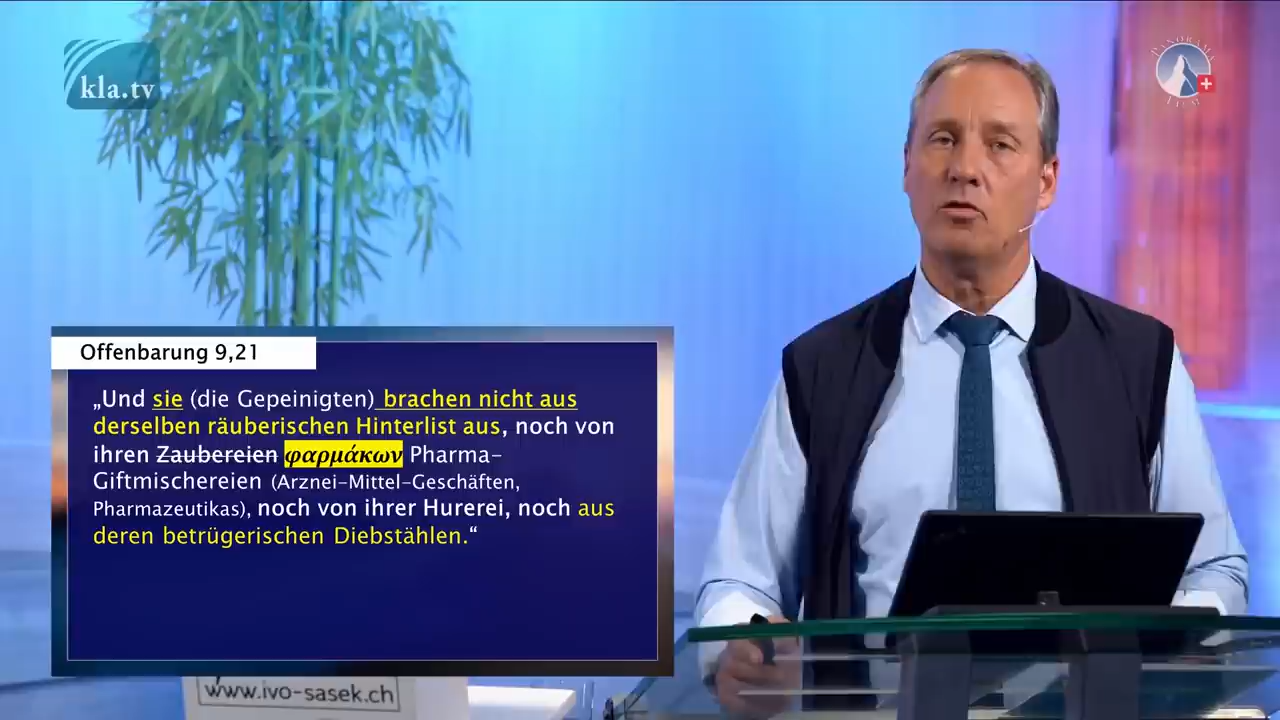 kla.tv
PANORAMA
FILM
Offenbarung 9,21
„Und sie (die Gepeinigten) brachen nicht aus
derselben räuberischen Hinterlist aus, noch von
ihren Zaubereien φαρμάκων Pharma-
Giftmischereien (Arznei-Mittel-Geschäften,
Pharmazeutikas), noch von ihrer Hurerei, noch aus
deren betrügerischen Diebstählen.“
www.ivo-sasek.ch